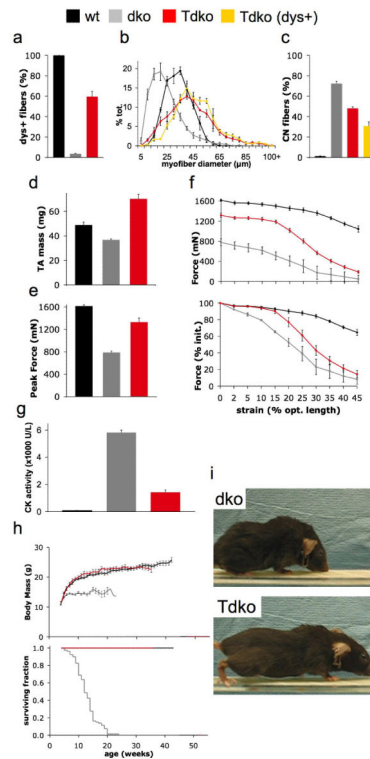 wt dko Tdko Tdko (dys+)
a
dys+ fibers (%)
100
80
60
40
20
0
b
% tot.
20
15
10
5
0
5 15 25 35 45 55 65 75 100+
myofiber diameter (µm)
c
CN fibers (%)
100
80
60
40
20
0
d
TA mass (mg)
80
60
40
20
0
e
Peak Force (mN)
1600
1200
800
400
0
f
Force (mN)
1600
1200
800
400
0
Force (% init.)
100
80
60
40
20
0
0 2 5 10 15 20 25 30 35 40 45
strain (% opt. length)
g
CK activity (x1000 U/L)
6
4
2
0
h
Body Mass (g)
30
20
10
0
surviving fraction
1.0
0.8
0.6
0.4
0.2
0.0
0 10 20 30 40 50
age (weeks)
i
dko
Tdko